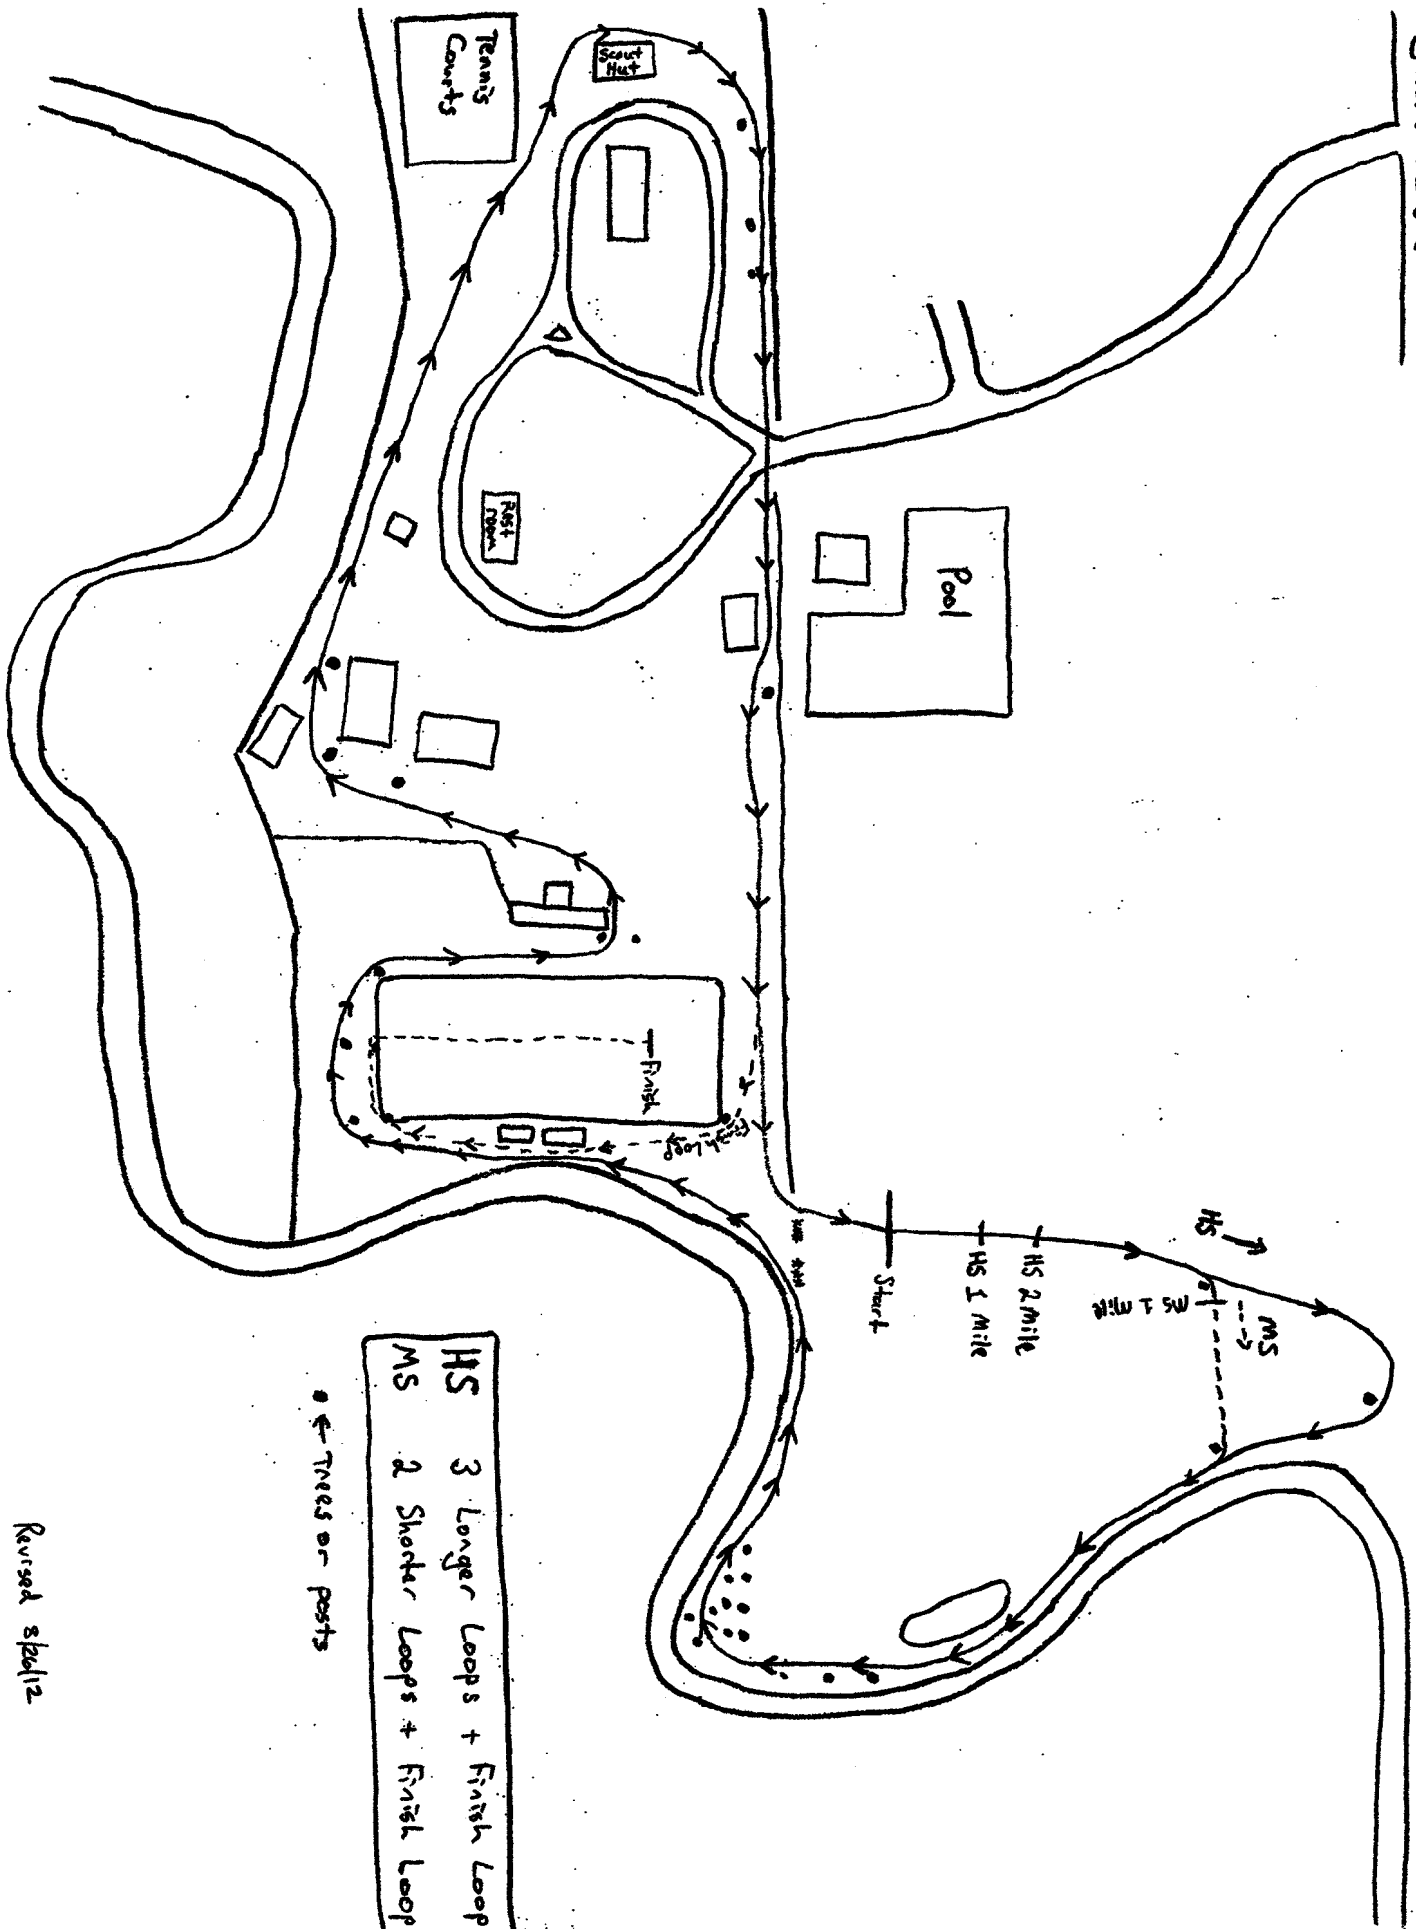 Tennis
Courts
Scout
Hut
Rest
room
Pool
Finish
Finish Loop
Start
HS 1 Mile
HS 2 Mile
HS
MS 1 Mile
MS
HS 3 Longer Loops + Finish Loop
MS 2 Shorter Loops + Finish Loop
← Trees or posts
Revised 8/26/12